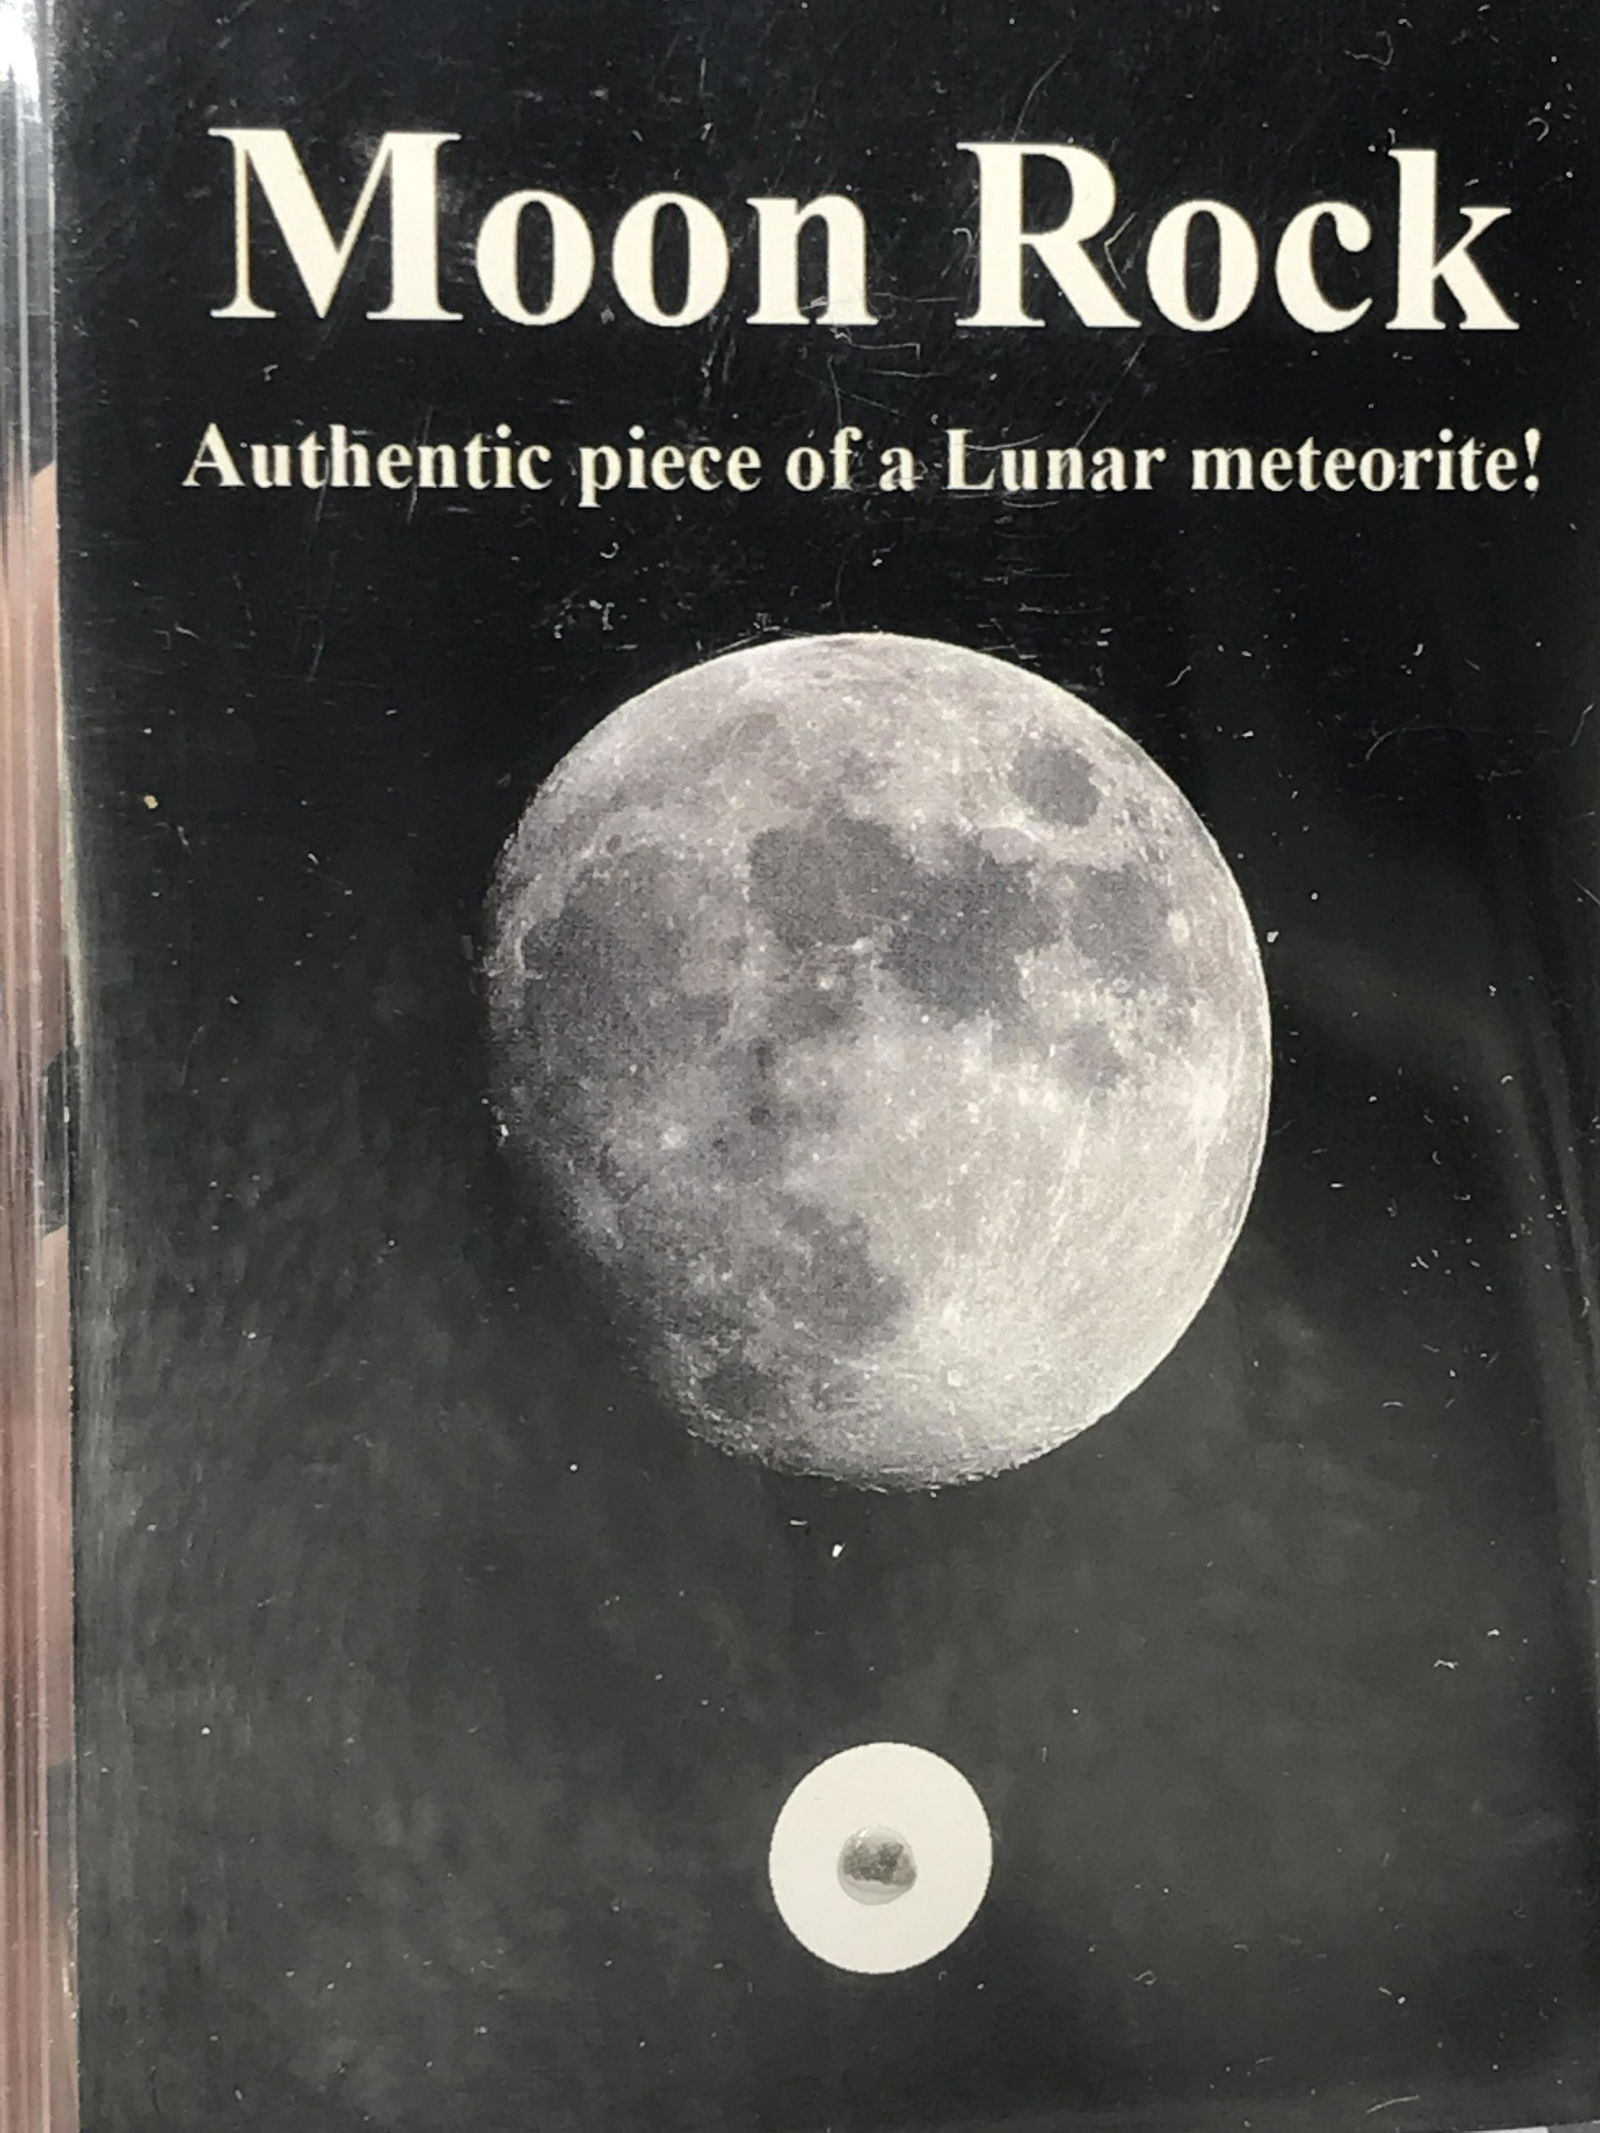 Moon Rock
Authentic piece of a Lunar meteorite!